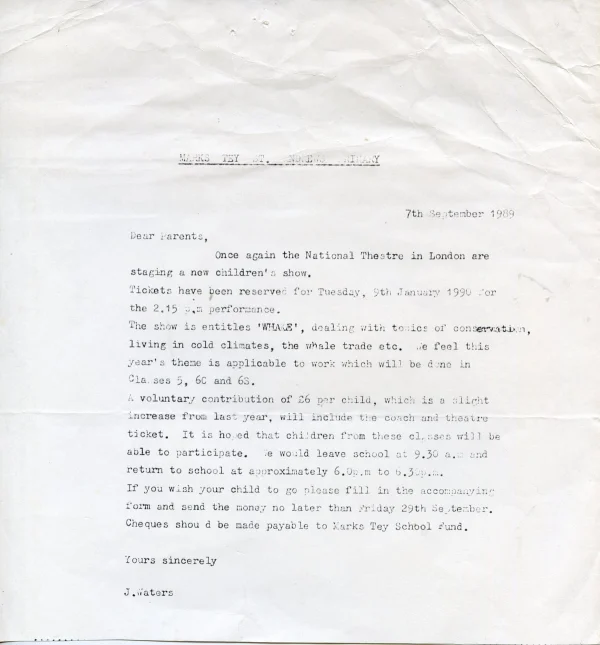 MARKS TEY ST. ANDREWS PRIMARY
7th September 1989
Dear Parents,
Once again the National Theatre in London are
staging a new children's show.
Tickets have been reserved for Tuesday, 9th January 1990 for
the 2.15 p.m performance.
The show is entitles 'WHALE', dealing with topics of conservation,
living in cold climates, the whale trade etc. We feel this
year's theme is applicable to work which will be done in
Classes 5, 6C and 6S.
A voluntary contribution of £6 per child, which is a slight
increase from last year, will include the coach and theatre
ticket. It is hoped that children from these classes will be
able to participate. We would leave school at 9.30 a.m and
return to school at approximately 6.0p.m to 6.30p.m.
If you wish your child to go please fill in the accompanying
form and send the money no later than Friday 29th September.
Cheques should be made payable to Marks Tey School Fund.
Yours sincerely
J.Waters